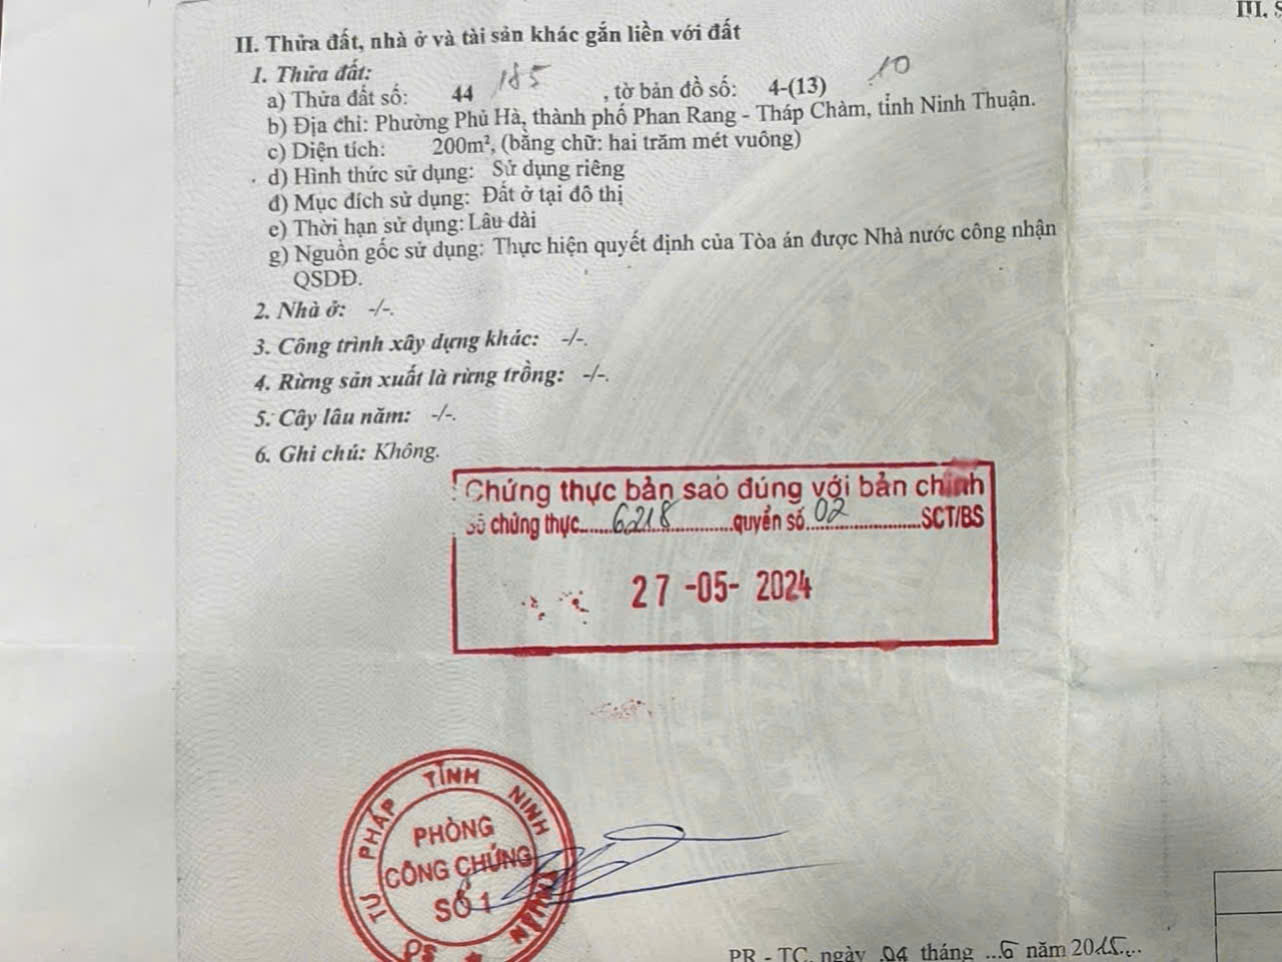 III. S
II. Thửa đất, nhà ở và tài sản khác gắn liền với đất
1. Thửa đất:
a) Thửa đất số: 44 185 , tờ bản đồ số: 4-(13) 10
b) Địa chỉ: Phường Phủ Hà, thành phố Phan Rang - Tháp Chàm, tỉnh Ninh Thuận.
c) Diện tích: 200m², (bằng chữ: hai trăm mét vuông)
d) Hình thức sử dụng: Sử dụng riêng
đ) Mục đích sử dụng: Đất ở tại đô thị
e) Thời hạn sử dụng: Lâu dài
g) Nguồn gốc sử dụng: Thực hiện quyết định của Tòa án được Nhà nước công nhận
QSDĐ.
2. Nhà ở: -/-.
3. Công trình xây dựng khác: -/-.
4. Rừng sản xuất là rừng trồng: -/-.
5. Cây lâu năm: -/-.
6. Ghi chú: Không.
Chứng thực bản sao đúng với bản chính
Số chứng thực......6218..............quyển số 02..............SCT/BS
27 -05- 2024
TƯ PHÁP TỈNH NINH THUẬN
PHÒNG
CÔNG CHỨNG
SỐ 1
PR - TC, ngày .04 tháng ...6 năm 2015...